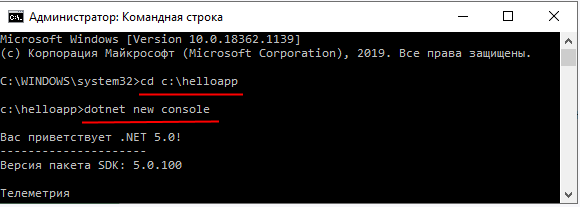 Администратор: Командная строка
Microsoft Windows [Version 10.0.18362.1139]
(c) Корпорация Майкрософт (Microsoft Corporation), 2019. Все права защищены.
C:\WINDOWS\system32>cd c:\helloapp
c:\helloapp>dotnet new console
Вас приветствует .NET 5.0!
---------------------
Версия пакета SDK: 5.0.100
Телеметрия